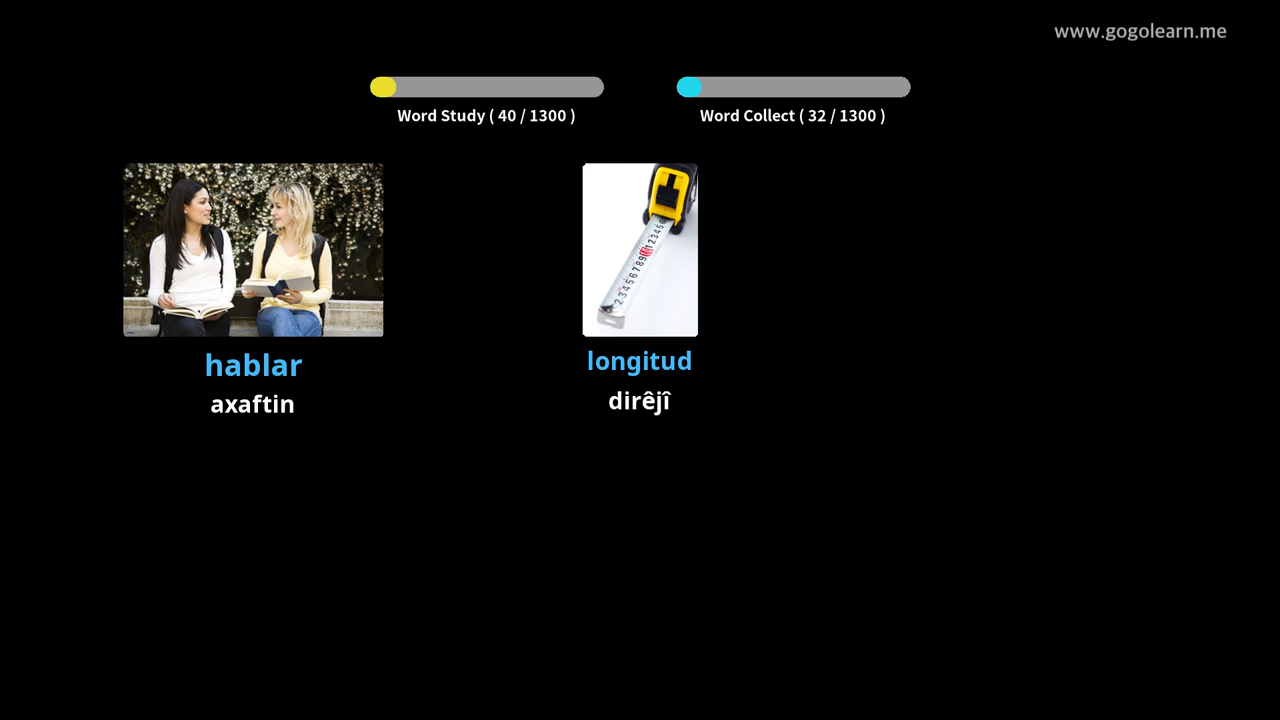 www.gogolearn.me
Word Study ( 40 / 1300 )
Word Collect ( 32 / 1300 )
hablar
axaftin
longitud
dirêjî